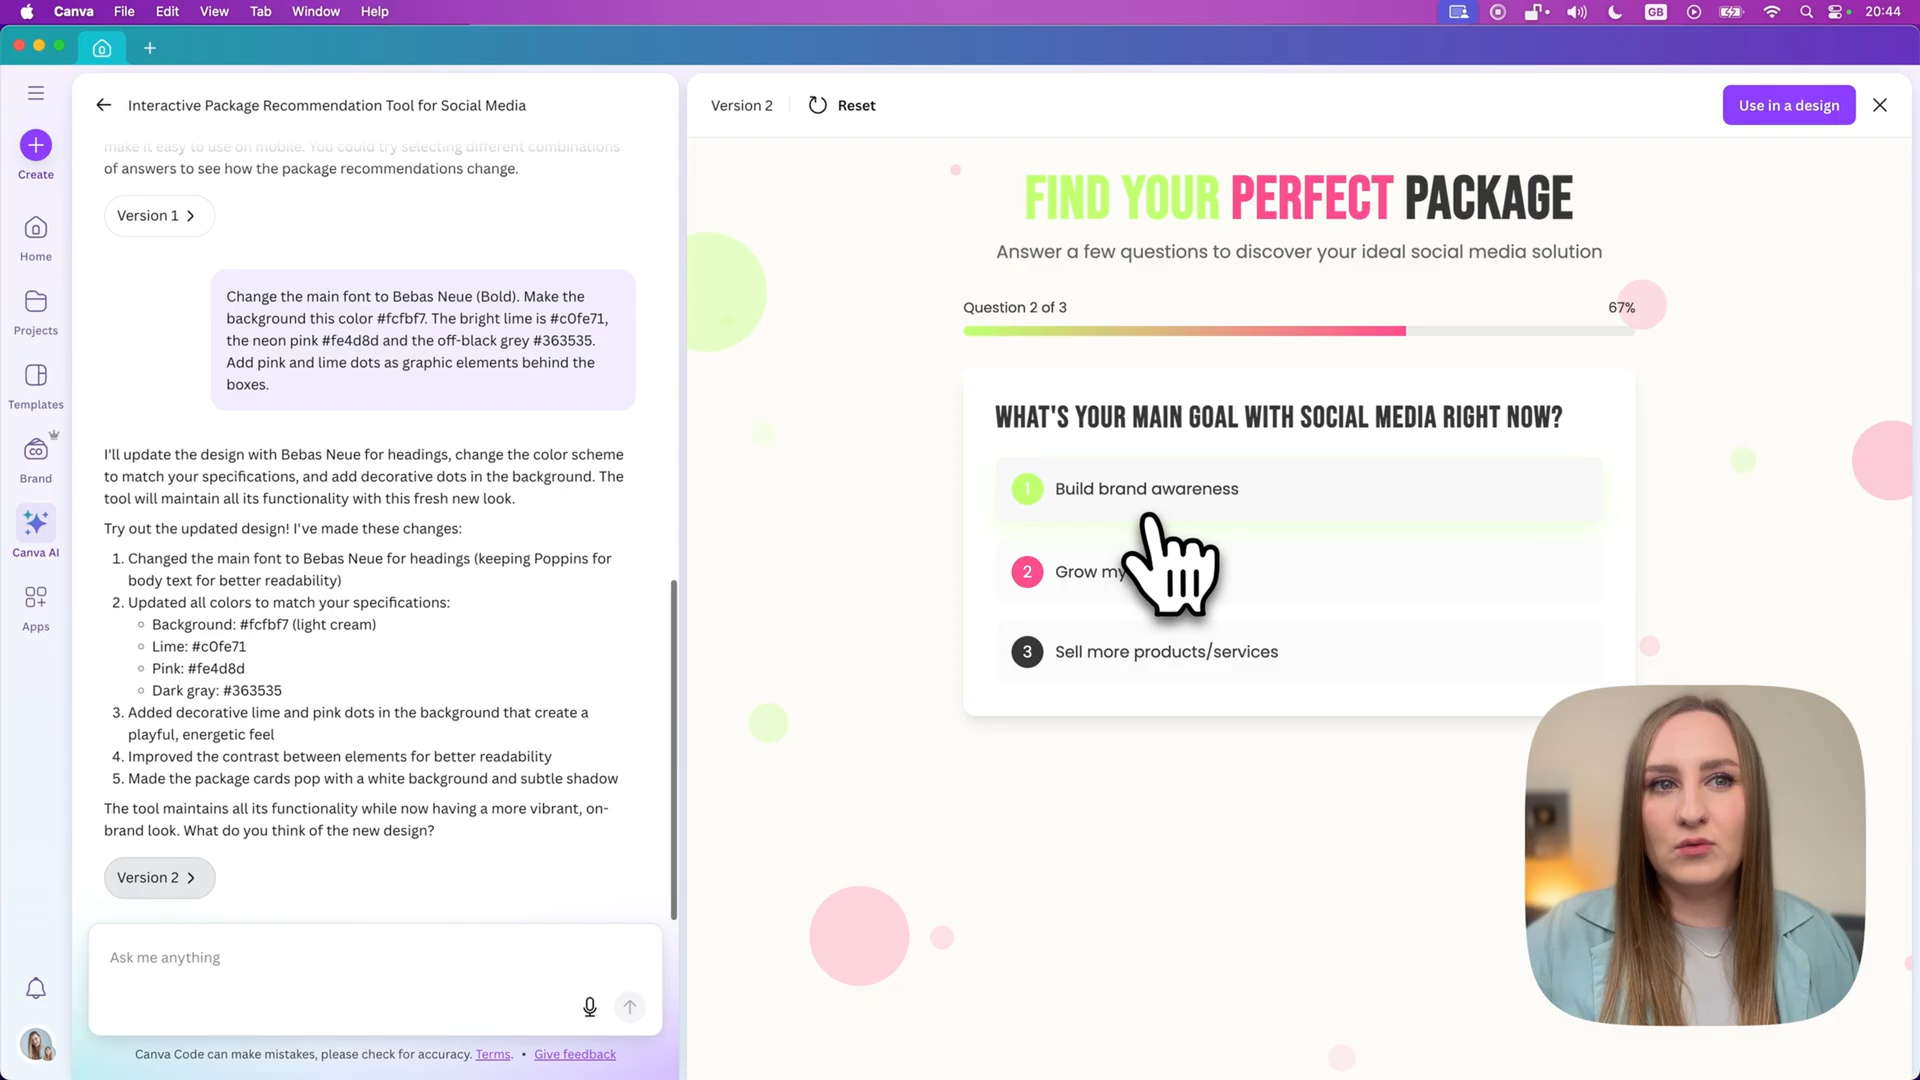 Canva File Edit View Tab Window Help
GB
20:44
Create
Home
Projects
Templates
Brand
Canva AI
Apps
Interactive Package Recommendation Tool for Social Media
make it easy to use on mobile. You could try selecting different combinations
of answers to see how the package recommendations change.
Version 1
Change the main font to Bebas Neue (Bold). Make the
background this color #fcfbf7. The bright lime is #c0fe71,
the neon pink #fe4d8d and the off-black grey #363535.
Add pink and lime dots as graphic elements behind the
boxes.
I'll update the design with Bebas Neue for headings, change the color scheme
to match your specifications, and add decorative dots in the background. The
tool will maintain all its functionality with this fresh new look.
Try out the updated design! I've made these changes:
1. Changed the main font to Bebas Neue for headings (keeping Poppins for
body text for better readability)
2. Updated all colors to match your specifications:
Background: #fcfbf7 (light cream)
Lime: #c0fe71
Pink: #fe4d8d
Dark gray: #363535
3. Added decorative lime and pink dots in the background that create a
playful, energetic feel
4. Improved the contrast between elements for better readability
5. Made the package cards pop with a white background and subtle shadow
The tool maintains all its functionality while now having a more vibrant, on-
brand look. What do you think of the new design?
Version 2
Ask me anything
Canva Code can make mistakes, please check for accuracy. Terms. • Give feedback
Version 2
Reset
Use in a design
FIND YOUR PERFECT PACKAGE
Answer a few questions to discover your ideal social media solution
Question 2 of 3
67%
WHAT'S YOUR MAIN GOAL WITH SOCIAL MEDIA RIGHT NOW?
1 Build brand awareness
2 Grow my
3 Sell more products/services